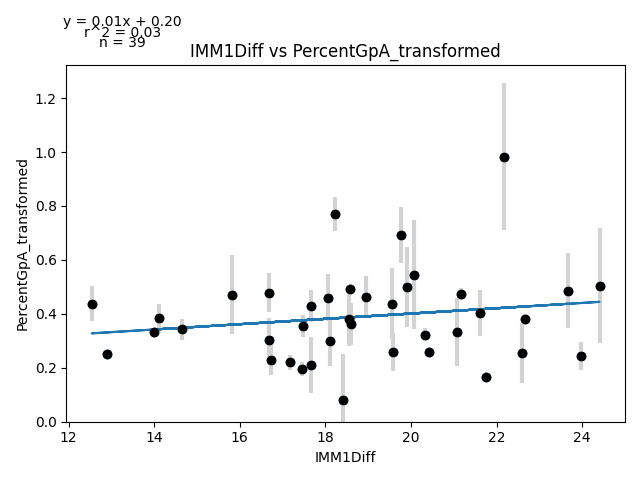 y = 0.01x + 0.20
r^2 = 0.03
n = 39
IMM1Diff vs PercentGpA_transformed
PercentGpA_transformed
1.2
1.0
0.8
0.6
0.4
0.2
0.0
12 14 16 18 20 22 24
IMM1Diff